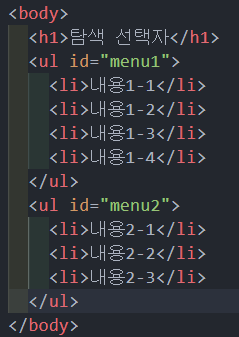 <body>
<h1>탐색 선택자</h1>
<ul id="menu1">
<li>내용1-1</li>
<li>내용1-2</li>
<li>내용1-3</li>
<li>내용1-4</li>
</ul>
<ul id="menu2">
<li>내용2-1</li>
<li>내용2-2</li>
<li>내용2-3</li>
</ul>
</body>